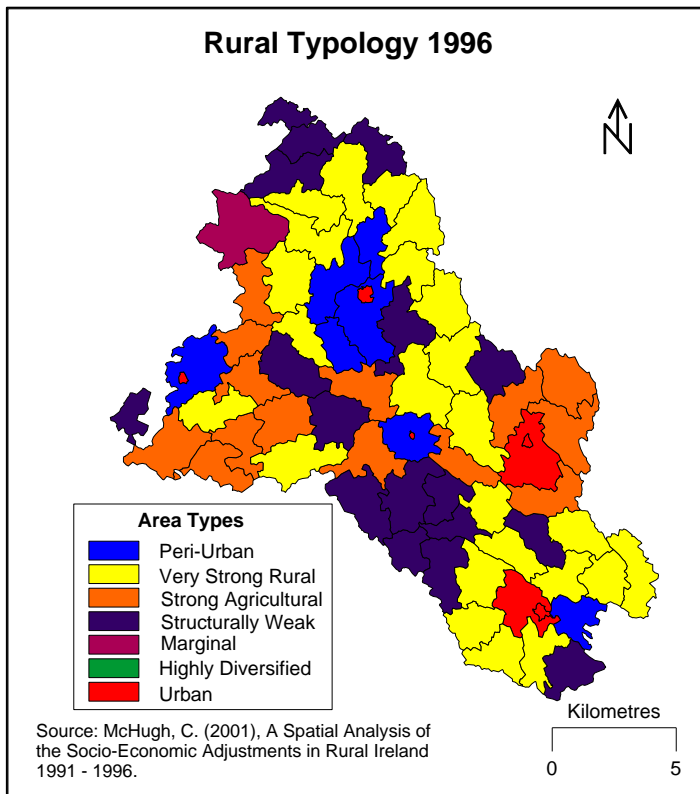 Rural Typology 1996
N
Area Types
Peri-Urban
Very Strong Rural
Strong Agricultural
Structurally Weak
Marginal
Highly Diversified
Urban
Kilometres
0 5
Source: McHugh, C. (2001), A Spatial Analysis of
the Socio-Economic Adjustments in Rural Ireland
1991 - 1996.